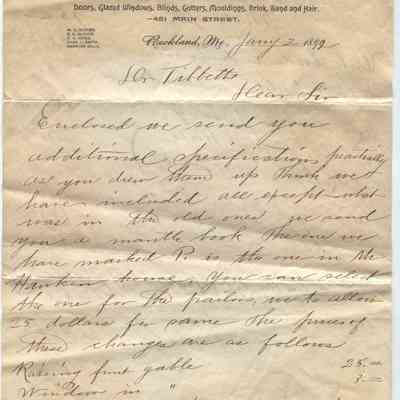 Doors, Glazed Windows, Blinds, Gutters, Mouldings, Brick, Sand and Hair.
—421 MAIN STREET.—
Rockland, Me. Jany 2 1899
Dr Tibbetts
Dear Sir
Enclosed we send you
additional specifications partially
as you drew them up think we
have included all except what
was in the old ones we send
you a mantle book the one we
have marked P. is the one in Mr
house. You can select
the one for the parlor, we to allow
25 dollars for same The prices of
these changes are as follows
Raising front gable 25.00
Window in "